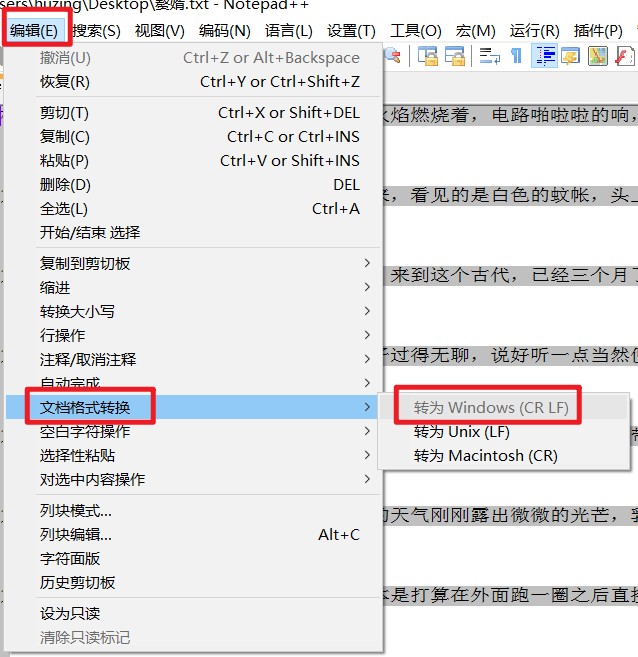 sers\huzing\Desktop\嫛婿.txt - Notepad++
编辑(E) 搜索(S) 视图(V) 编码(N) 语言(L) 设置(T) 工具(O) 宏(M) 运行(R) 插件(P)
撤消(U) Ctrl+Z or Alt+Backspace
恢复(R) Ctrl+Y or Ctrl+Shift+Z
剪切(T) Ctrl+X or Shift+DEL
复制(C) Ctrl+C or Ctrl+INS
粘贴(P) Ctrl+V or Shift+INS
删除(D) DEL
全选(L) Ctrl+A
开始/结束 选择
复制到剪切板
缩进
转换大小写
行操作
注释/取消注释
自动完成
文档格式转换
空白字符操作
选择性粘贴
对选中内容操作
列块模式...
列块编辑... Alt+C
字符面版
历史剪切板
设为只读
清除只读标记
转为 Windows (CR LF)
转为 Unix (LF)
转为 Macintosh (CR)
火焰燃烧着，电路啪啦啦的响，
来，看见的是白色的蚊帐，头上
来到这个古代，已经三个月了
过得无聊，说好听一点当然
的天气刚刚露出微微的光芒，
本是打算在外面跑一圈之后直接